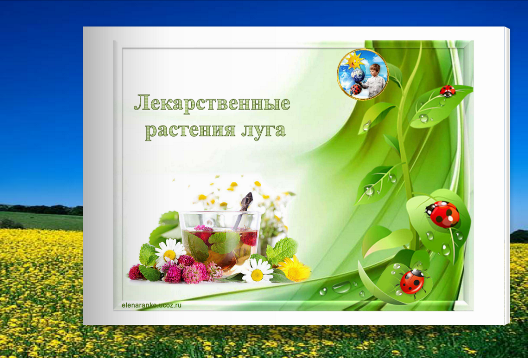 Лекарственные
растения луга
elenaranko.ucoz.ru